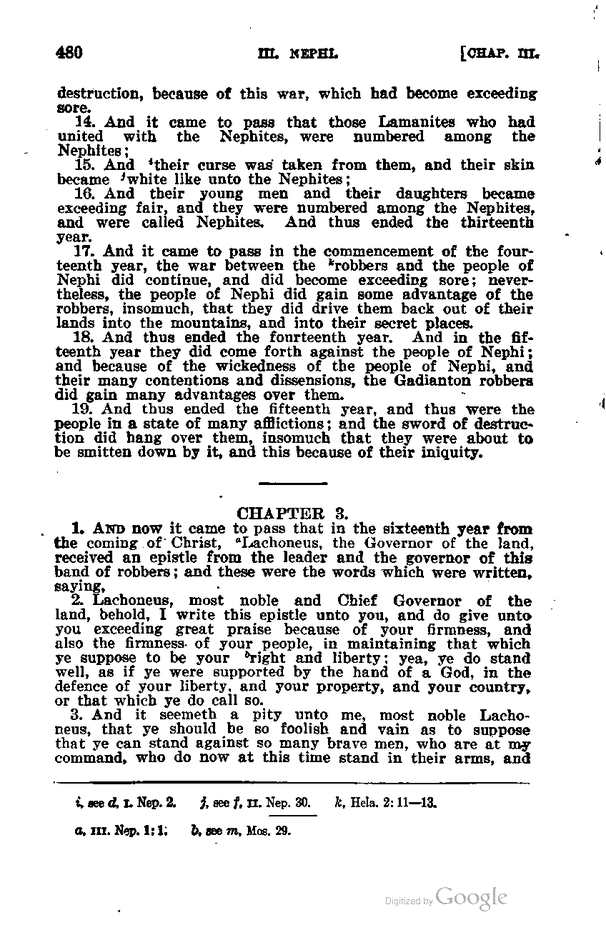 480 III. NEPHI. [CHAP. III.
destruction, because of this war, which had become exceeding
sore.
14. And it came to pass that those Lamanites who had
united with the Nephites, were numbered among the
Nephites;
15. And ⁱtheir curse was taken from them, and their skin
became ʲwhite like unto the Nephites;
16. And their young men and their daughters became
exceeding fair, and they were numbered among the Nephites,
and were called Nephites. And thus ended the thirteenth
year.
17. And it came to pass in the commencement of the four-
teenth year, the war between the ᵏrobbers and the people of
Nephi did continue, and did become exceeding sore; never-
theless, the people of Nephi did gain some advantage of the
robbers, insomuch, that they did drive them back out of their
lands into the mountains, and into their secret places.
18. And thus ended the fourteenth year. And in the fif-
teenth year they did come forth against the people of Nephi;
and because of the wickedness of the people of Nephi, and
their many contentions and dissensions, the Gadianton robbers
did gain many advantages over them.
19. And thus ended the fifteenth year, and thus were the
people in a state of many afflictions; and the sword of destruc-
tion did hang over them, insomuch that they were about to
be smitten down by it, and this because of their iniquity.
CHAPTER 3.
1. AND now it came to pass that in the sixteenth year from
the coming of Christ, ᵃLachoneus, the Governor of the land,
received an epistle from the leader and the governor of this
band of robbers; and these were the words which were written,
saying,
2. Lachoneus, most noble and Chief Governor of the
land, behold, I write this epistle unto you, and do give unto
you exceeding great praise because of your firmness, and
also the firmness of your people, in maintaining that which
ye suppose to be your ᵇright and liberty; yea, ye do stand
well, as if ye were supported by the hand of a God, in the
defence of your liberty, and your property, and your country,
or that which ye do call so.
3. And it seemeth a pity unto me, most noble Lacho-
neus, that ye should be so foolish and vain as to suppose
that ye can stand against so many brave men, who are at my
command, who do now at this time stand in their arms, and
i, see d, I. Nep. 2. j, see f, II. Nep. 30. k, Hela. 2: 11—13.
a, III. Nep. 1: 1. b, see m, Mos. 29.
Digitized by Google